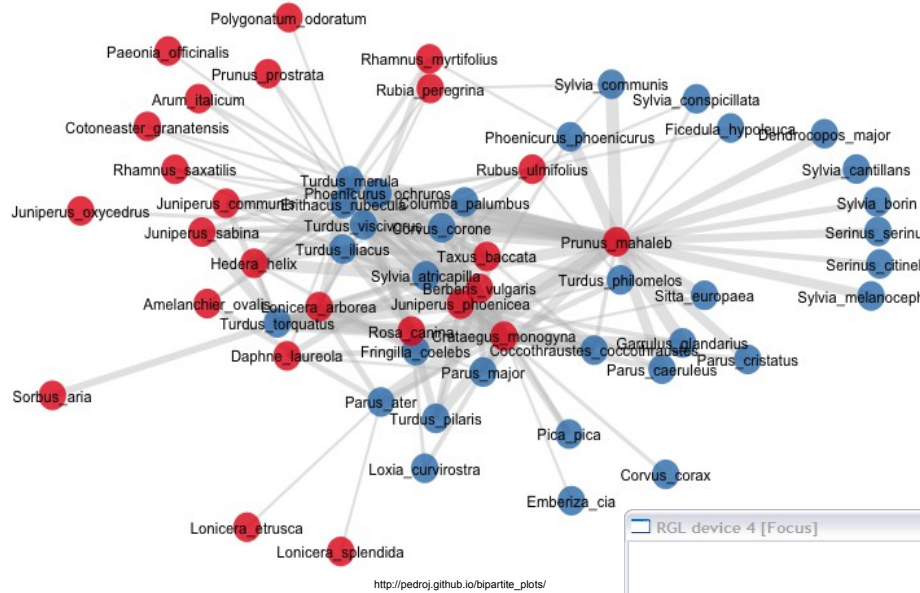 Polygonatum_odoratum
Paeonia_officinalis
Rhamnus_myrtifolius
Prunus_prostrata
Sylvia_communis
Rubia_peregrina
Arum_italicum
Sylvia_conspicillata
Cotoneaster_granatensis
Ficedula_hypoleuca
Dendrocopos_major
Phoenicurus_phoenicurus
Rhamnus_saxatilis
Rubus_ulmifolius
Sylvia_cantillans
Turdus_merula
Phoenicurus_ochruros
Juniperus_communis
Erithacus_rubecula
Columba_palumbus
Sylvia_borin
Juniperus_oxycedrus
Turdus_viscivorus
Corvus_corone
Juniperus_sabina
Serinus_serinu
Prunus_mahaleb
Turdus_iliacus
Taxus_baccata
Hedera_helix
Serinus_citinel
Sylvia_atricapilla
Turdus_philomelos
Berberis_vulgaris
Sitta_europaea
Sylvia_melanoceph
Amelanchier_ovalis
Lonicera_arborea
Juniperus_phoenicea
Turdus_torquatus
Rosa_canina
Crataegus_monogyna
Garrulus_glandarius
Daphne_laureola
Fringilla_coelebs
Coccothraustes_coccothraustes
Parus_cristatus
Parus_major
Parus_caeruleus
Sorbus_aria
Parus_ater
Turdus_pilaris
Pica_pica
Loxia_curvirostra
Corvus_corax
Emberiza_cia
Lonicera_etrusca
RGL device 4 [Focus]
Lonicera_splendida
http://pedroj.github.io/bipartite_plots/